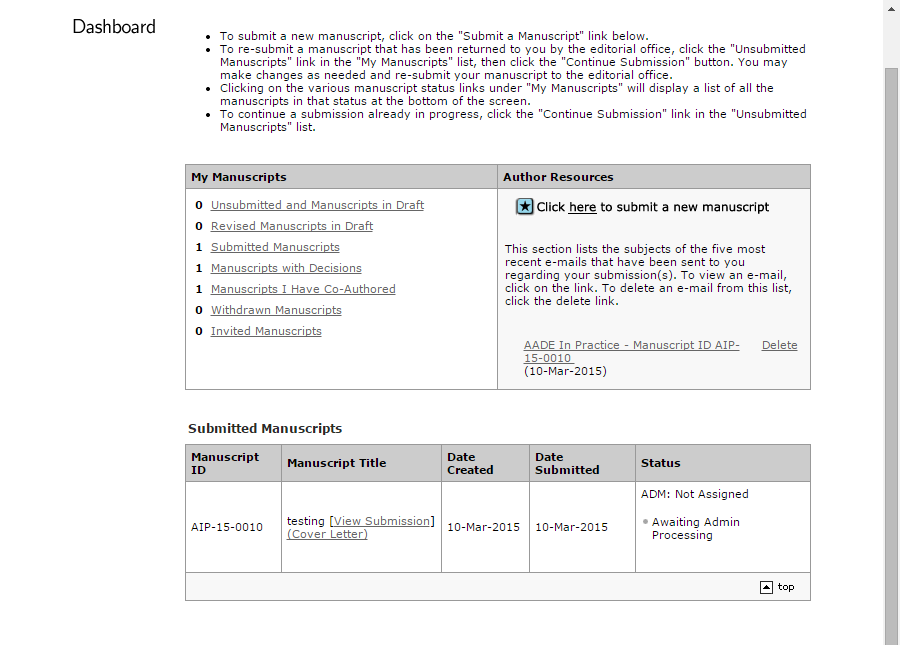 Dashboard
To submit a new manuscript, click on the "Submit a Manuscript" link below.
To re-submit a manuscript that has been returned to you by the editorial office, click the "Unsubmitted
Manuscripts" link in the "My Manuscripts" list, then click the "Continue Submission" button. You may
make changes as needed and re-submit your manuscript to the editorial office.
Clicking on the various manuscript status links under "My Manuscripts" will display a list of all the
manuscripts in that status at the bottom of the screen.
To continue a submission already in progress, click the "Continue Submission" link in the "Unsubmitted
Manuscripts" list.
My Manuscripts
0 Unsubmitted and Manuscripts in Draft
0 Revised Manuscripts in Draft
1 Submitted Manuscripts
1 Manuscripts with Decisions
1 Manuscripts I Have Co-Authored
0 Withdrawn Manuscripts
0 Invited Manuscripts
Author Resources
Click here to submit a new manuscript
This section lists the subjects of the five most
recent e-mails that have been sent to you
regarding your submission(s). To view an e-mail,
click on the link. To delete an e-mail from this list,
click the delete link.
AADE In Practice - Manuscript ID AIP- Delete
15-0010
(10-Mar-2015)
Submitted Manuscripts
Manuscript
ID
Manuscript Title
Date
Created
Date
Submitted
Status
AIP-15-0010
testing [View Submission]
(Cover Letter)
10-Mar-2015
10-Mar-2015
ADM: Not Assigned
Awaiting Admin
Processing
top